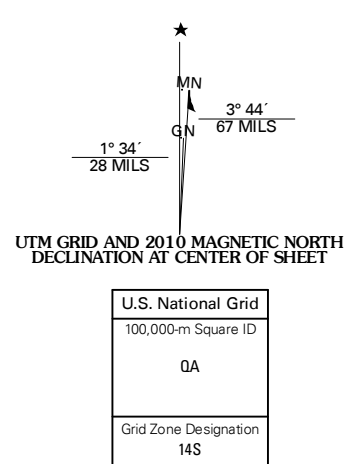 ★
MN
3° 44´
67 MILS
GN
1° 34´
28 MILS
UTM GRID AND 2010 MAGNETIC NORTH
DECLINATION AT CENTER OF SHEET
U.S. National Grid
100,000-m Square ID
QA
Grid Zone Designation
14S